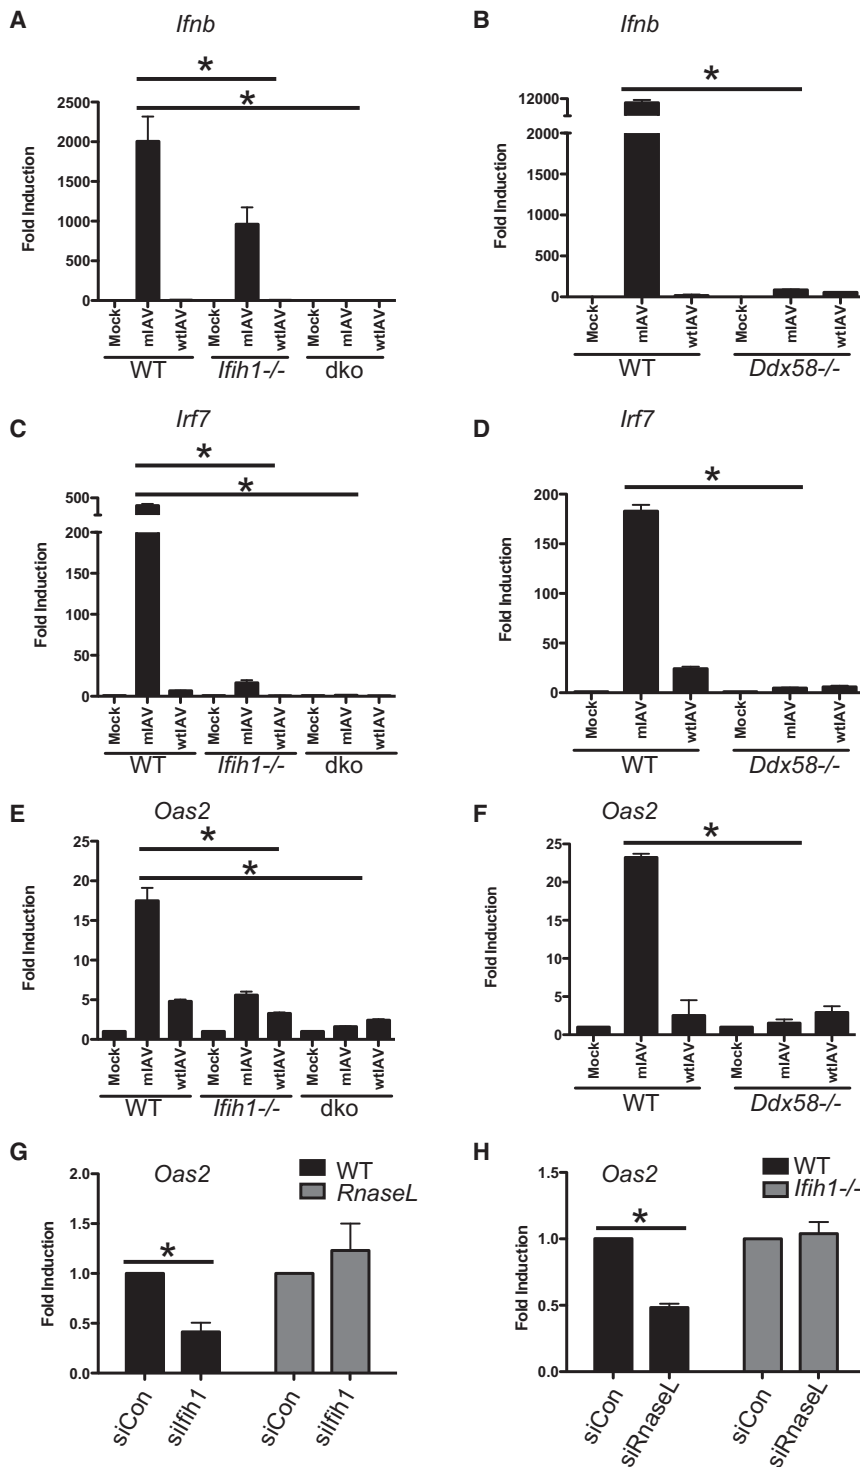 A
Ifnb
*
*
Fold Induction
2500
2000
1500
1000
500
0
Mock
mIAV
wtIAV
Mock
mIAV
wtIAV
Mock
mIAV
wtIAV
WT
Ifih1-/-
dko
B
Ifnb
*
Fold Induction
12000
2000
1500
1000
500
0
Mock
mIAV
wtIAV
Mock
mIAV
wtIAV
WT
Ddx58-/-
C
Irf7
*
*
Fold Induction
500
200
150
100
50
0
Mock
mIAV
wtIAV
Mock
mIAV
wtIAV
Mock
mIAV
wtIAV
WT
Ifih1-/-
dko
D
Irf7
*
Fold Induction
200
150
100
50
0
Mock
mIAV
wtIAV
Mock
mIAV
wtIAV
WT
Ddx58-/-
E
Oas2
*
*
Fold Induction
25
20
15
10
5
0
Mock
mIAV
wtIAV
Mock
mIAV
wtIAV
Mock
mIAV
wtIAV
WT
Ifih1-/-
dko
F
Oas2
*
Fold Induction
25
20
15
10
5
0
Mock
mIAV
wtIAV
Mock
mIAV
wtIAV
WT
Ddx58-/-
G
Oas2
WT
RnaseL
*
Fold Induction
2.0
1.5
1.0
0.5
0.0
siCon
siIfih1
siCon
siIfih1
H
Oas2
WT
Ifih1-/-
*
Fold Induction
1.5
1.0
0.5
0.0
siCon
siRnaseL
siCon
siRnaseL